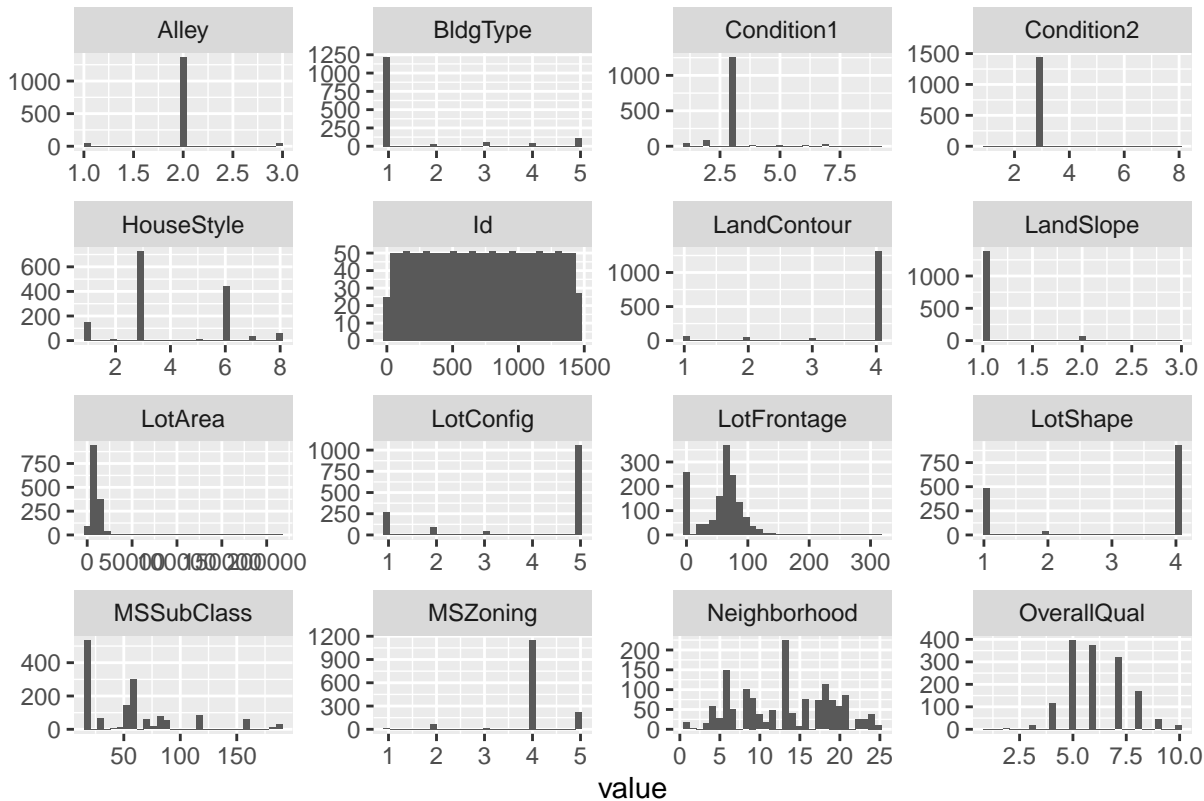 Alley BldgType Condition1 Condition2
1000 500 0 1250 1000 750 500 250 0 1000 500 0 1500 1000 500 0
1.0 1.5 2.0 2.5 3.0 1 2 3 4 5 2.5 5.0 7.5 2 4 6 8
HouseStyle Id LandContour LandSlope
600 400 200 0 50 40 30 20 10 0 1000 500 0 1000 500 0
2 4 6 8 0 500 1000 1500 1 2 3 4 1.0 1.5 2.0 2.5 3.0
LotArea LotConfig LotFrontage LotShape
750 500 250 0 1000 750 500 250 0 300 200 100 0 750 500 250 0
0 50000 100000 150000 200000 1 2 3 4 5 0 100 200 300 1 2 3 4
MSSubClass MSZoning Neighborhood OverallQual
400 200 0 1200 900 600 300 0 200 150 100 50 0 400 300 200 100 0
50 100 150 1 2 3 4 5 0 5 10 15 20 25 2.5 5.0 7.5 10.0
value